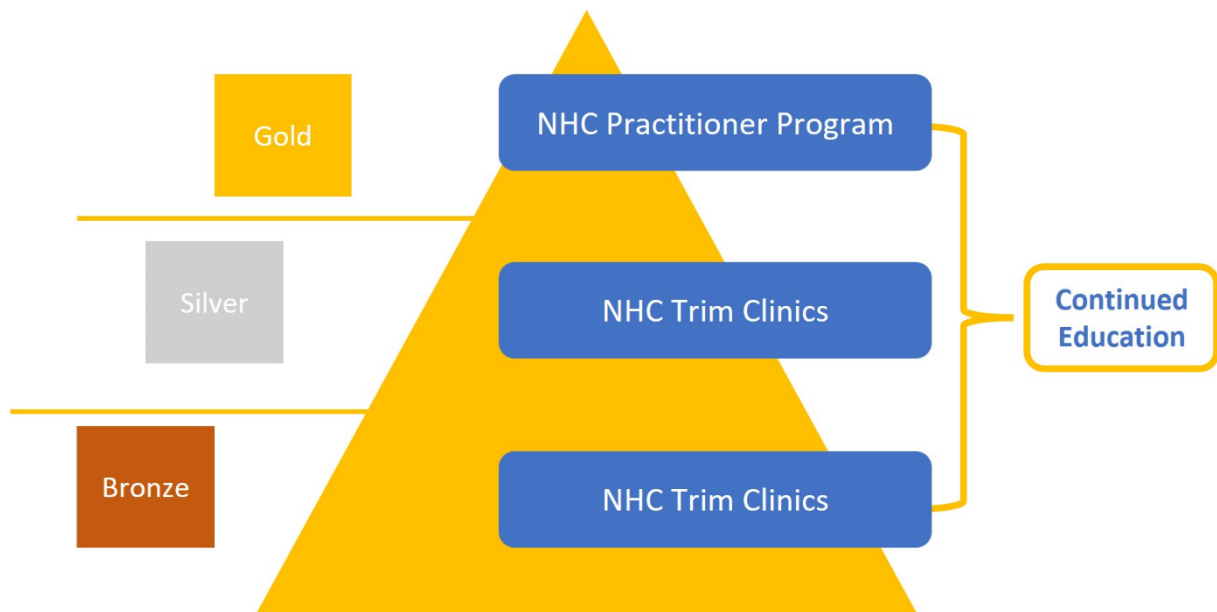 Gold
NHC Practitioner Program
Silver
NHC Trim Clinics
Continued
Education
Bronze
NHC Trim Clinics